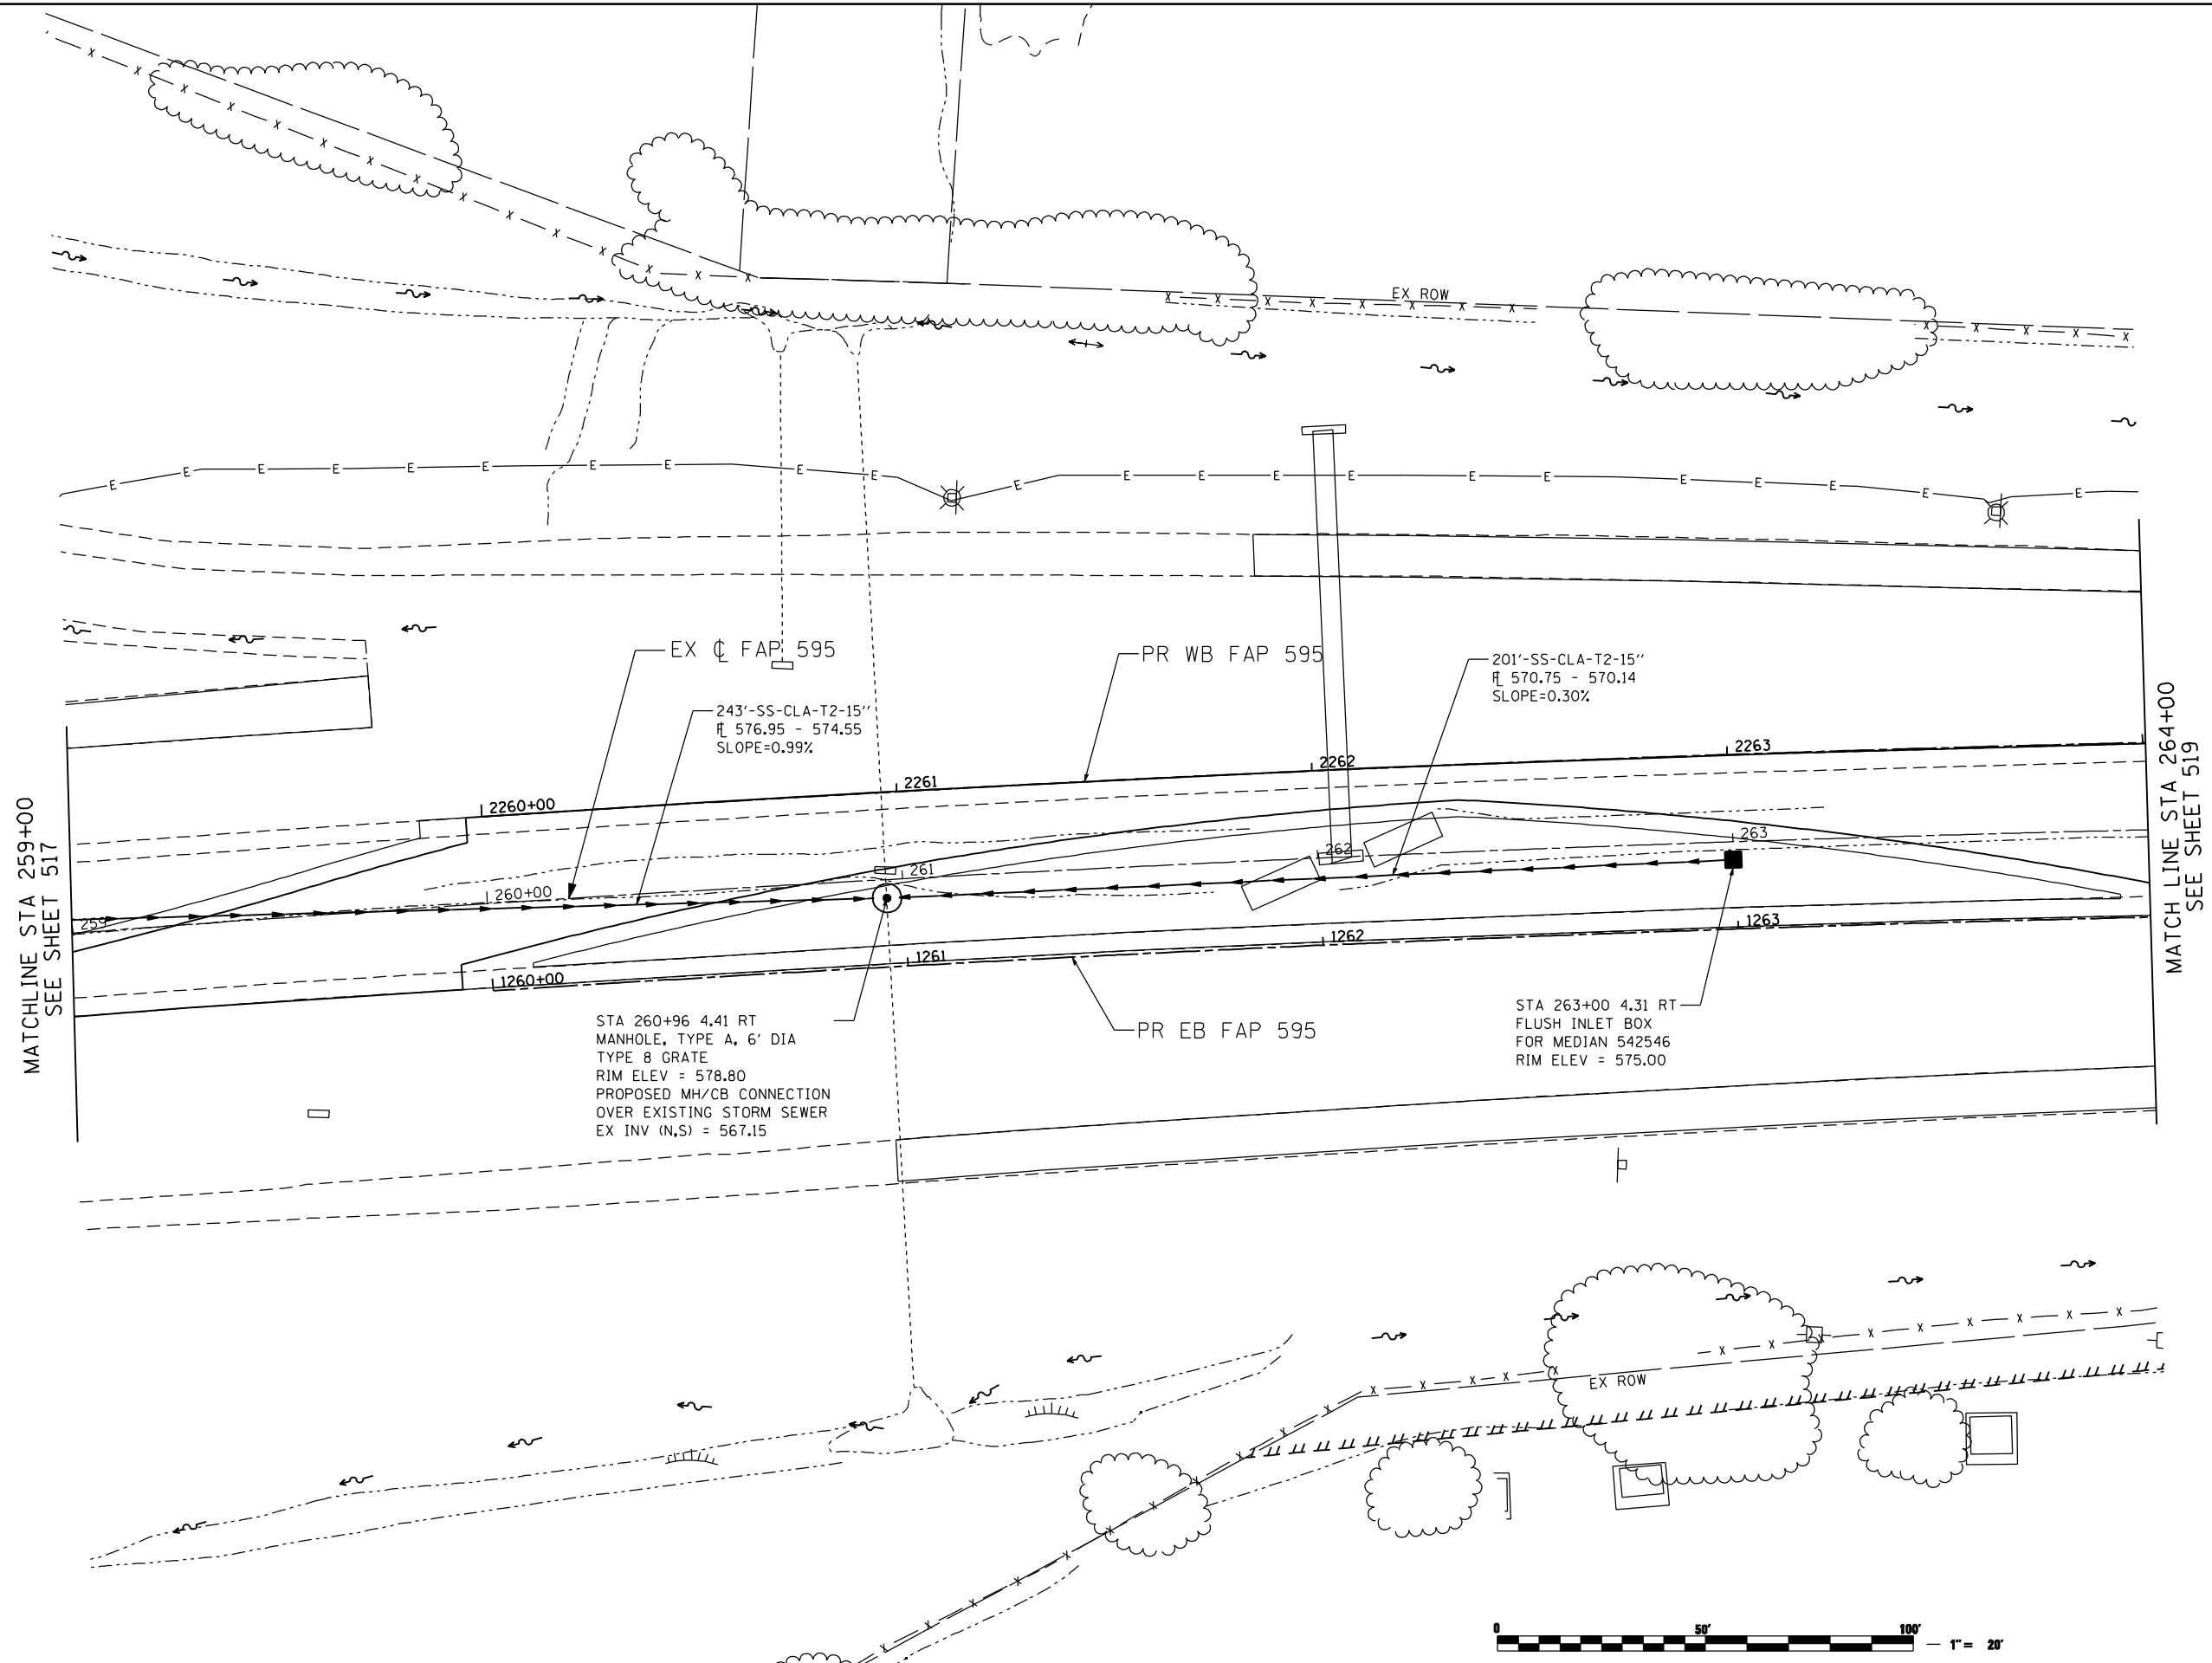 EX ROW
EX ℄ FAP 595
PR WB FAP 595
201'-SS-CLA-T2-15''
FL 570.75 - 570.14
SLOPE=0.30%
243'-SS-CLA-T2-15''
FL 576.95 - 574.55
SLOPE=0.99%
2260+00
2261
2262
2263
259
260+00
261
262
263
1260+00
1261
1262
1263
MATCHLINE STA 259+00
SEE SHEET 517
MATCH LINE STA 264+00
SEE SHEET 519
STA 260+96 4.41 RT
MANHOLE, TYPE A, 6' DIA
TYPE 8 GRATE
RIM ELEV = 578.80
PROPOSED MH/CB CONNECTION
OVER EXISTING STORM SEWER
EX INV (N,S) = 567.15
PR EB FAP 595
STA 263+00 4.31 RT
FLUSH INLET BOX
FOR MEDIAN 542546
RIM ELEV = 575.00
EX ROW
0 50' 100'
1" = 20'